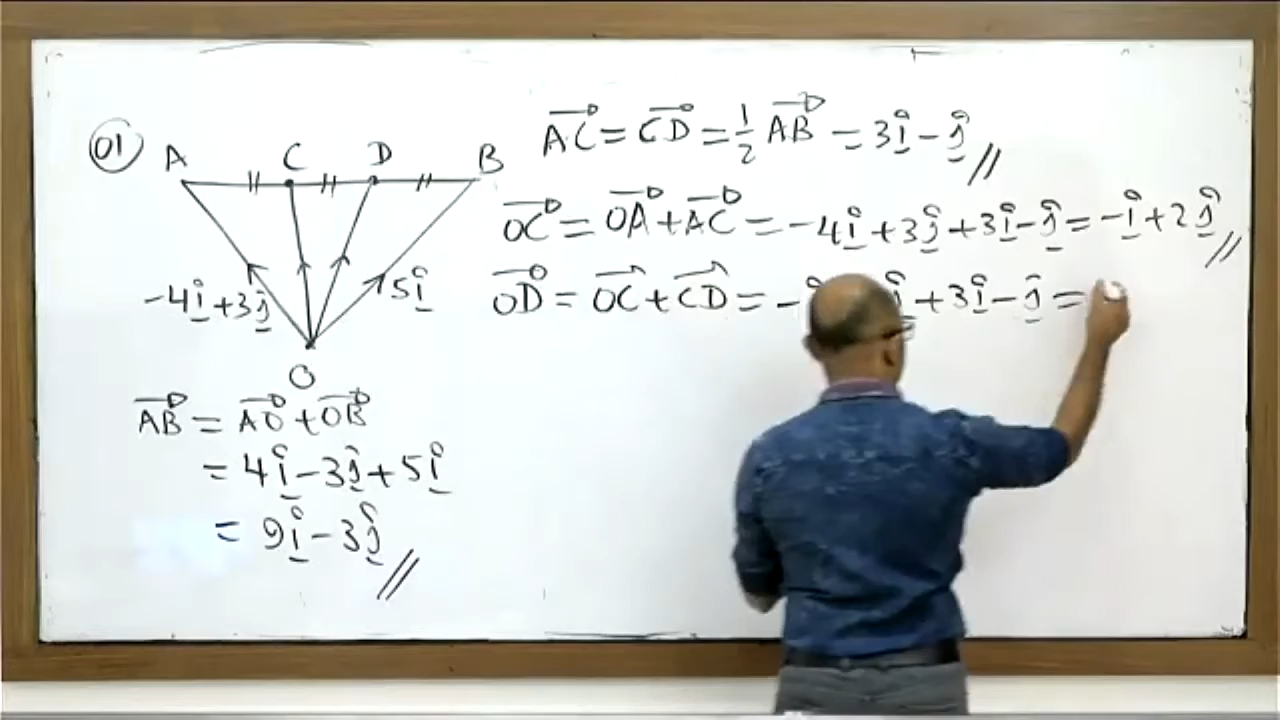 01
A C D B
-4i̲ + 3j̲
5i̲
O
AB⃗ = AO⃗ + OB⃗
= 4i̲ - 3j̲ + 5i̲
= 9i̲ - 3j̲ //
AC⃗ = CD⃗ = 1/2 AB⃗ = 3i̲ - j̲ //
OC⃗ = OA⃗ + AC⃗ = -4i̲ + 3j̲ + 3i̲ - j̲ = -i̲ + 2j̲ //
OD⃗ = OC⃗ + CD⃗ = - j̲ + 3i̲ - j̲ =